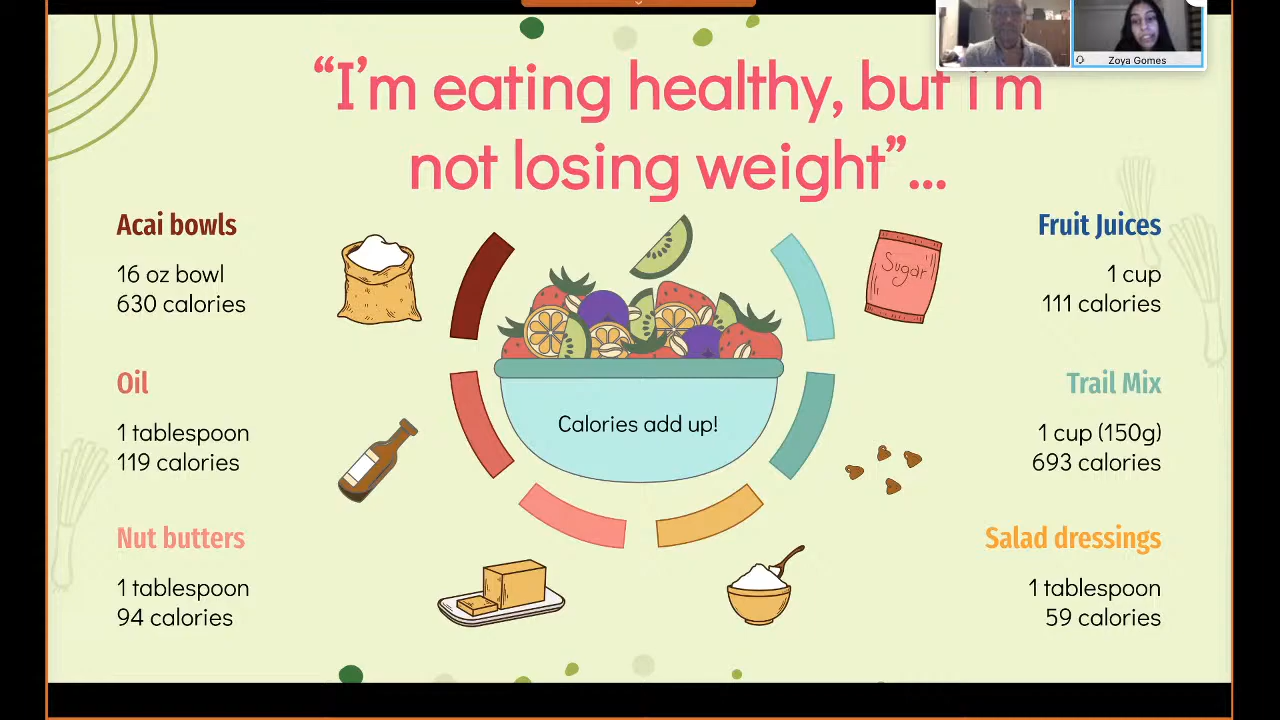 Zoya Gomes
“I’m eating healthy, but i’m
not losing weight”...
Acai bowls
16 oz bowl
630 calories
Oil
1 tablespoon
119 calories
Nut butters
1 tablespoon
94 calories
Sugar
Calories add up!
Fruit Juices
1 cup
111 calories
Trail Mix
1 cup (150g)
693 calories
Salad dressings
1 tablespoon
59 calories